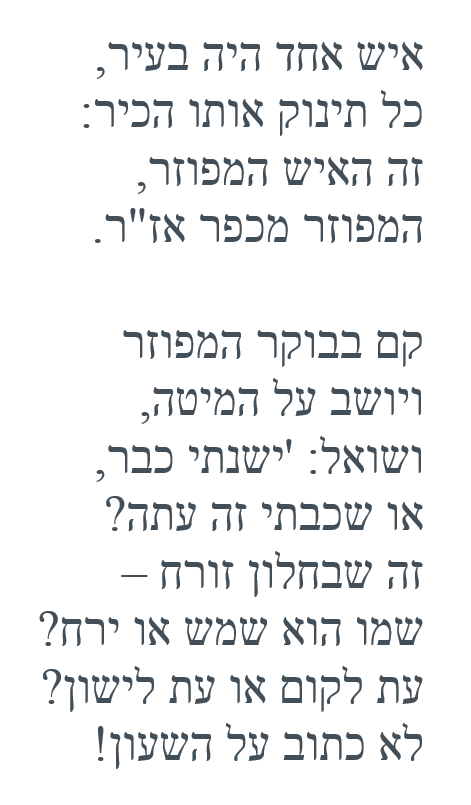 איש אחד היה בעיר,
כל תינוק אותו הכיר:
זה האיש המפוזר,
המפוזר מכפר אז"ר.

קם בבוקר המפוזר
ויושב על המיטה,
ושואל: 'ישנתי כבר,
או שכבתי זה עתה?
זה שבחלון זורח –
שמו הוא שמש או ירח?
עת לקום או עת לישון?
לא כתוב על השעון!